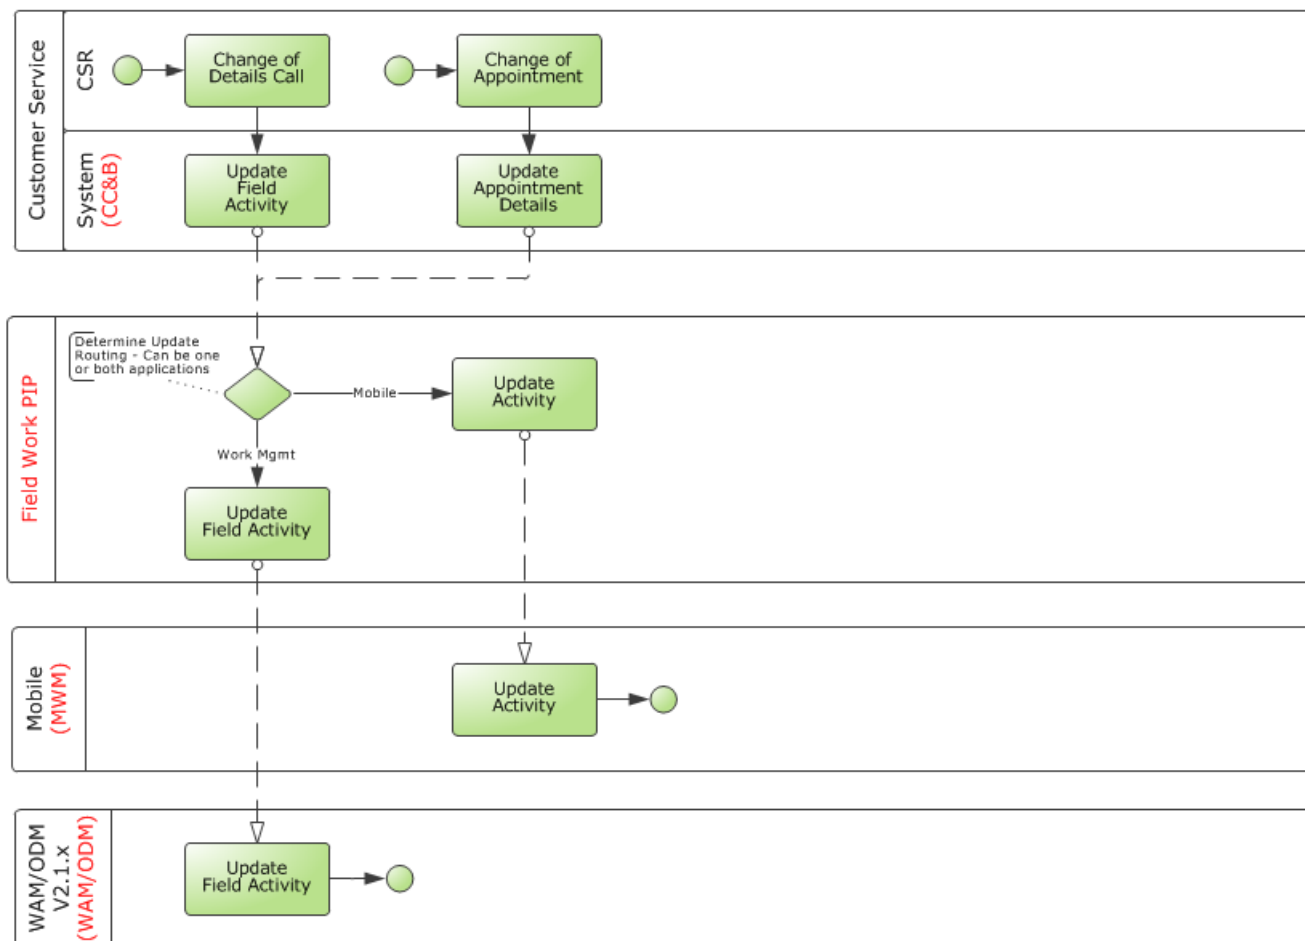 Customer Service
CSR
Change of
Details Call
Change of
Appointment
System
(CC&B)
Update
Field
Activity
Update
Appointment
Details
Field Work PIP
Determine Update
Routing - Can be one
or both applications
Mobile
Update
Activity
Work Mgmt
Update
Field Activity
Mobile
(MWM)
Update
Activity
WAM/ODM
V2.1.x
(WAM/ODM)
Update
Field Activity